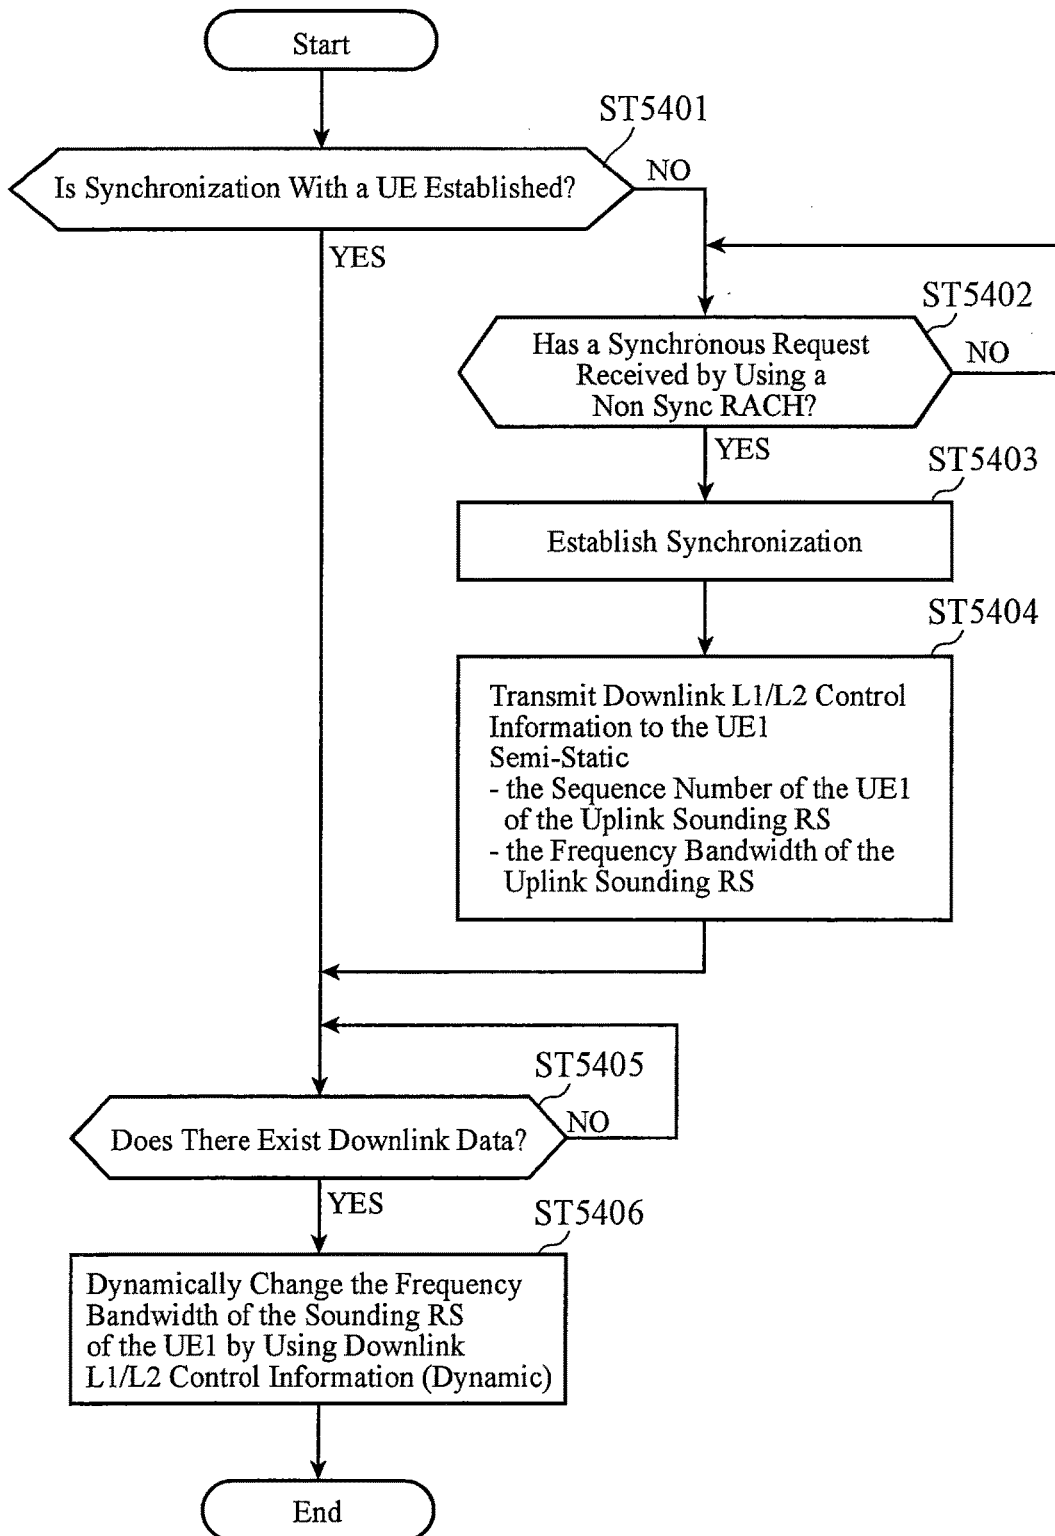 Start
ST5401
Is Synchronization With a UE Established?
NO
YES
ST5402
Has a Synchronous Request
Received by Using a
Non Sync RACH?
NO
YES
ST5403
Establish Synchronization
ST5404
Transmit Downlink L1/L2 Control
Information to the UE1
Semi-Static
- the Sequence Number of the UE1
of the Uplink Sounding RS
- the Frequency Bandwidth of the
Uplink Sounding RS
ST5405
Does There Exist Downlink Data?
NO
YES
ST5406
Dynamically Change the Frequency
Bandwidth of the Sounding RS
of the UE1 by Using Downlink
L1/L2 Control Information (Dynamic)
End